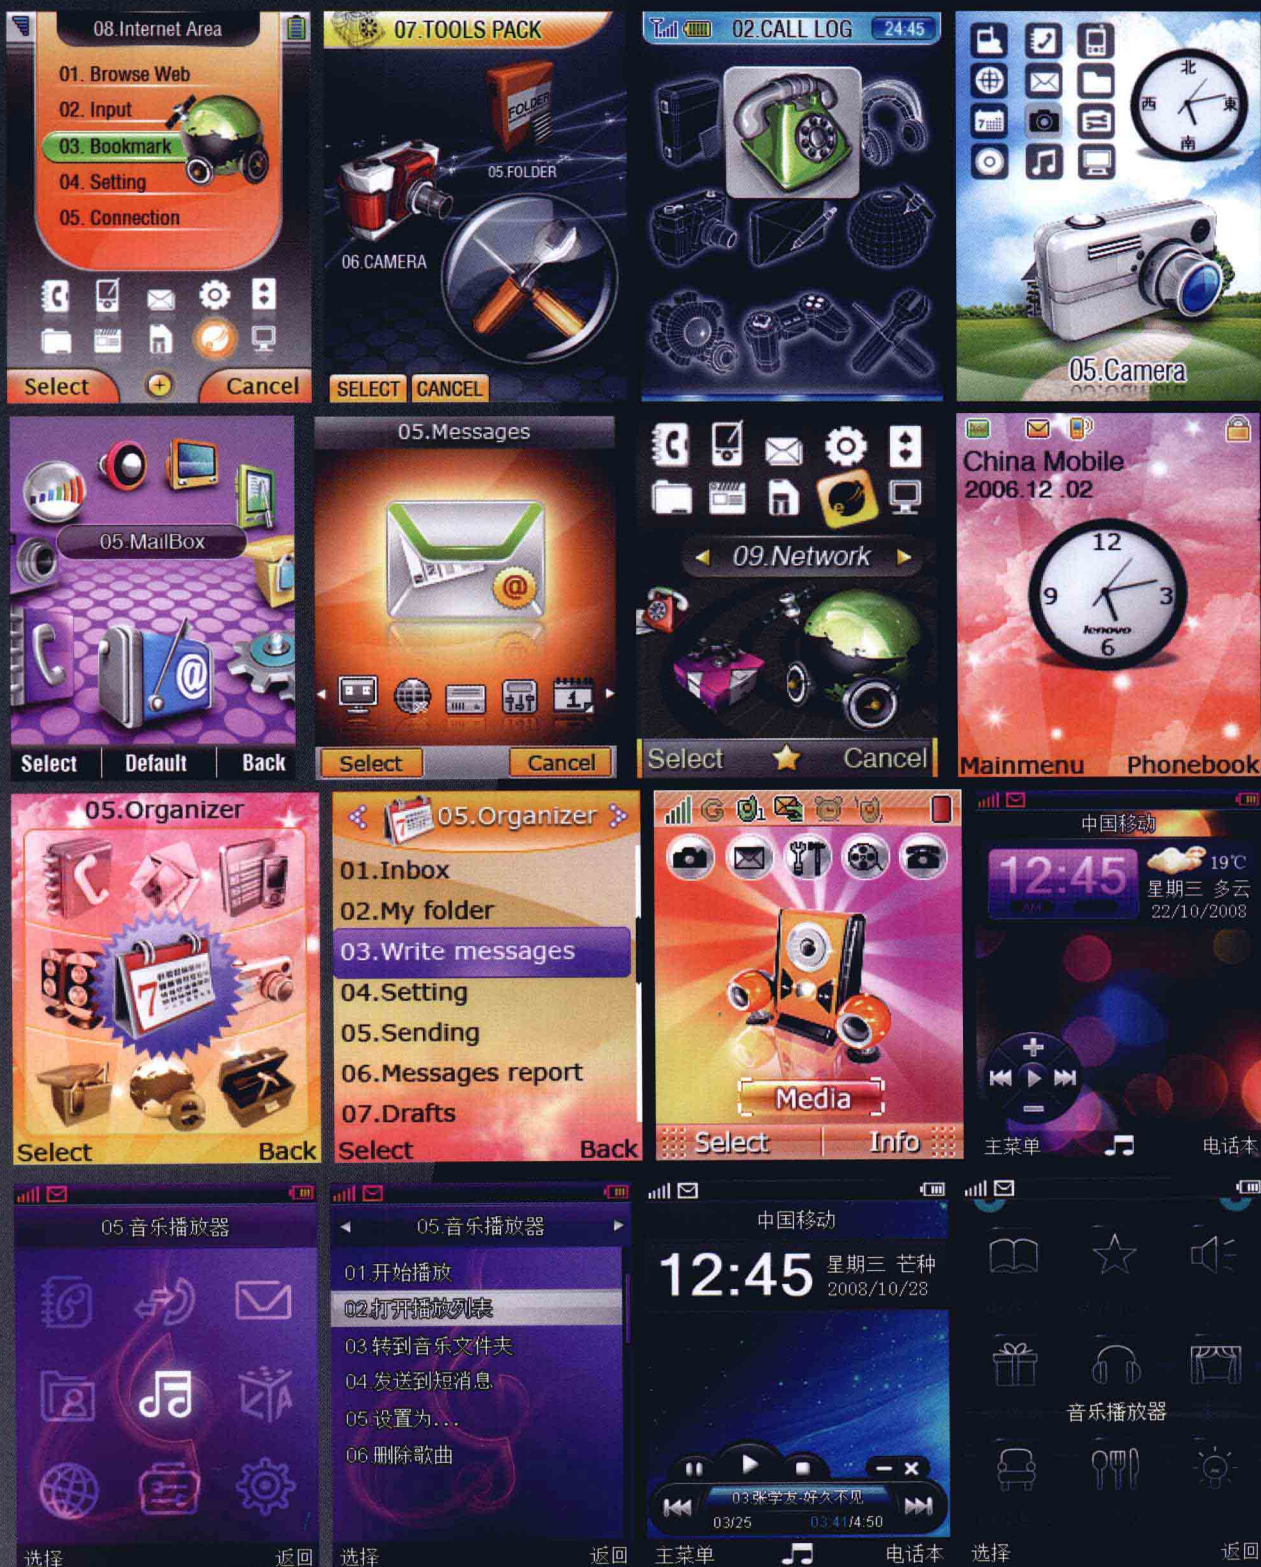 08.Internet Area
01. Browse Web
02. Input
03. Bookmark
04. Setting
05. Connection
Select
Cancel
07.TOOLS PACK
FOLDER
05.FOLDER
06.CAMERA
SELECT
CANCEL
02.CALL LOG
24:45
7
北
西
東
南
05.Camera
05.MailBox
@
Select
Default
Back
05.Messages
@
1
Select
Cancel
09.Network
Select
Cancel
China Mobile
2006.12 .02
12
9
3
lenovo
6
Mainmenu
Phonebook
05.Organizer
7
Select
Back
05.Organizer
7
01.Inbox
02.My folder
03.Write messages
04.Setting
05.Sending
06.Messages report
07.Drafts
Select
Back
G
Media
Select
Info
中国移动
12:45
AM
19℃
星期三 多云
22/10/2008
主菜单
电话本
05.音乐播放器
A
选择
返回
05.音乐播放器
01.开始播放
02.打开播放列表
03.转到音乐文件夹
04.发送到短消息
05.设置为...
06.删除歌曲
选择
返回
中国移动
12:45
星期三 芒种
2008/10/28
03张学友-好久不见
03/25
03:41/4:50
主菜单
电话本
音乐播放器
选择
返回